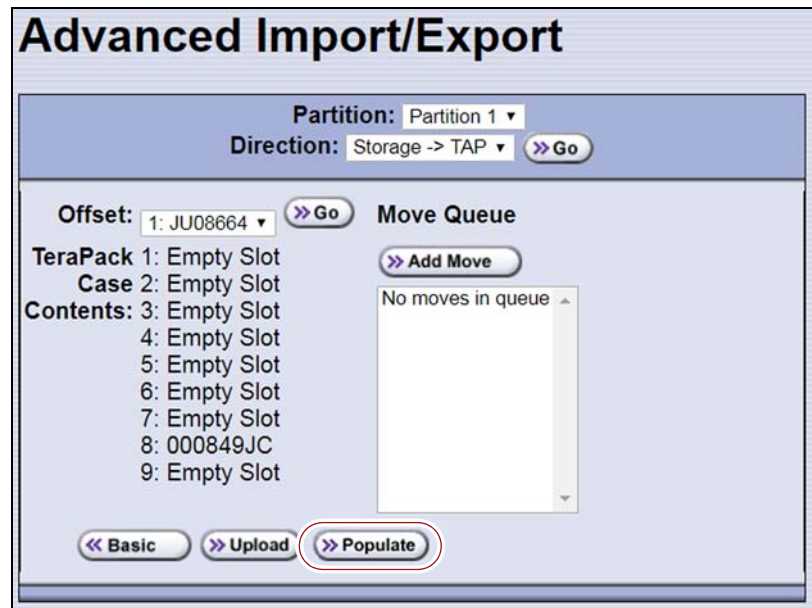 Advanced Import/Export
Partition: Partition 1
Direction: Storage -> TAP Go
Offset: 1: JU08664 Go
TeraPack 1: Empty Slot
Case 2: Empty Slot
Contents: 3: Empty Slot
4: Empty Slot
5: Empty Slot
6: Empty Slot
7: Empty Slot
8: 000849JC
9: Empty Slot
Move Queue
Add Move
No moves in queue
Basic Upload Populate